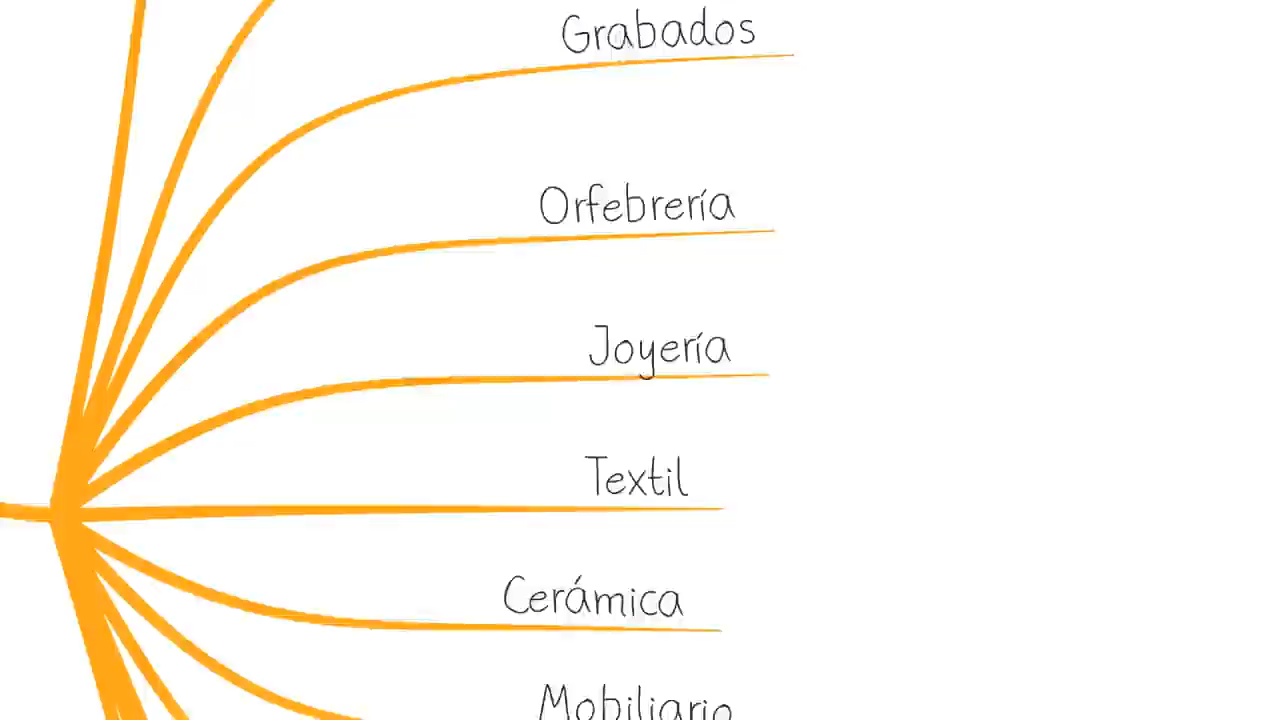 Grabados
Orfebrería
Joyería
Textil
Cerámica
Mobiliario